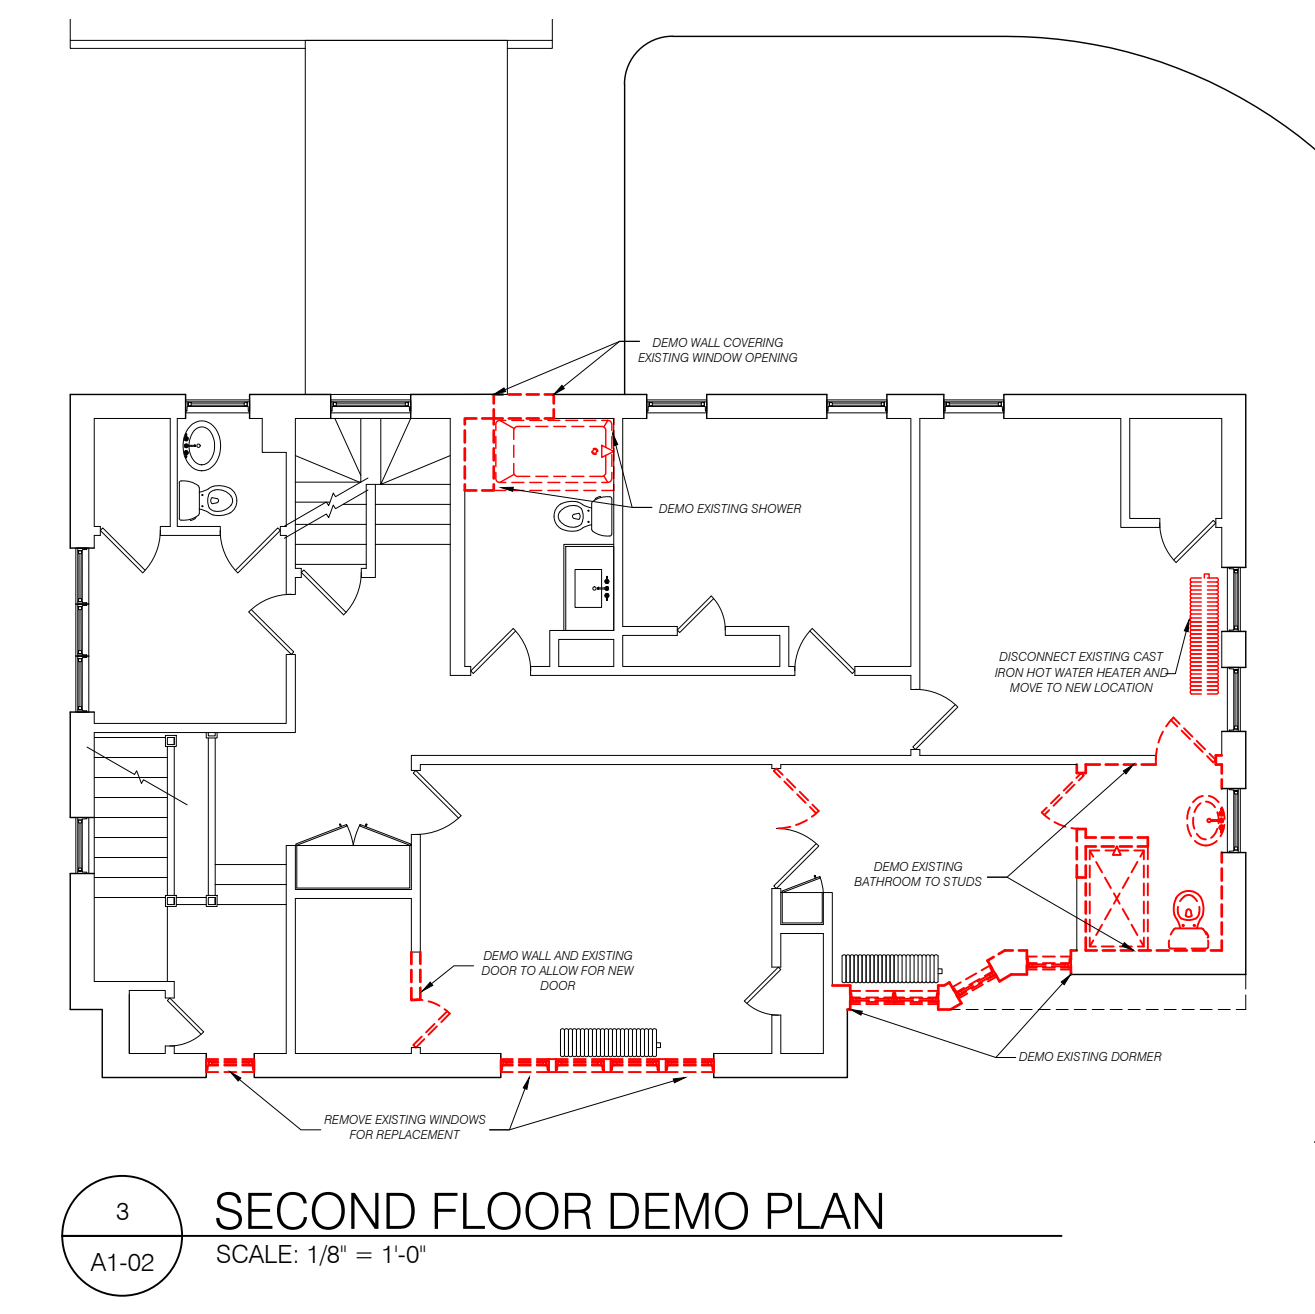 DEMO WALL COVERING
EXISTING WINDOW OPENING
DEMO EXISTING SHOWER
DISCONNECT EXISTING CAST
IRON HOT WATER HEATER AND
MOVE TO NEW LOCATION
DEMO EXISTING
BATHROOM TO STUDS
DEMO WALL AND EXISTING
DOOR TO ALLOW FOR NEW
DOOR
DEMO EXISTING DORMER
REMOVE EXISTING WINDOWS
FOR REPLACEMENT
3
A1-02
SECOND FLOOR DEMO PLAN
SCALE: 1/8" = 1'-0"